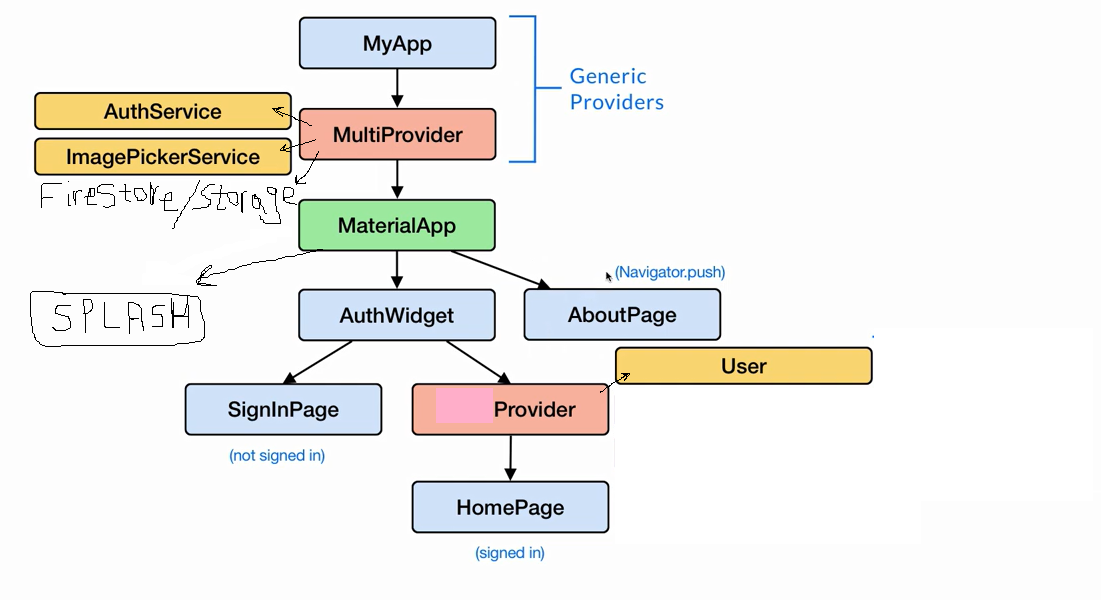 MyApp
Generic
Providers
AuthService
MultiProvider
ImagePickerService
FireStore/Storage
MaterialApp
(Navigator.push)
SPLASH
AuthWidget
AboutPage
User
SignInPage
Provider
(not signed in)
HomePage
(signed in)